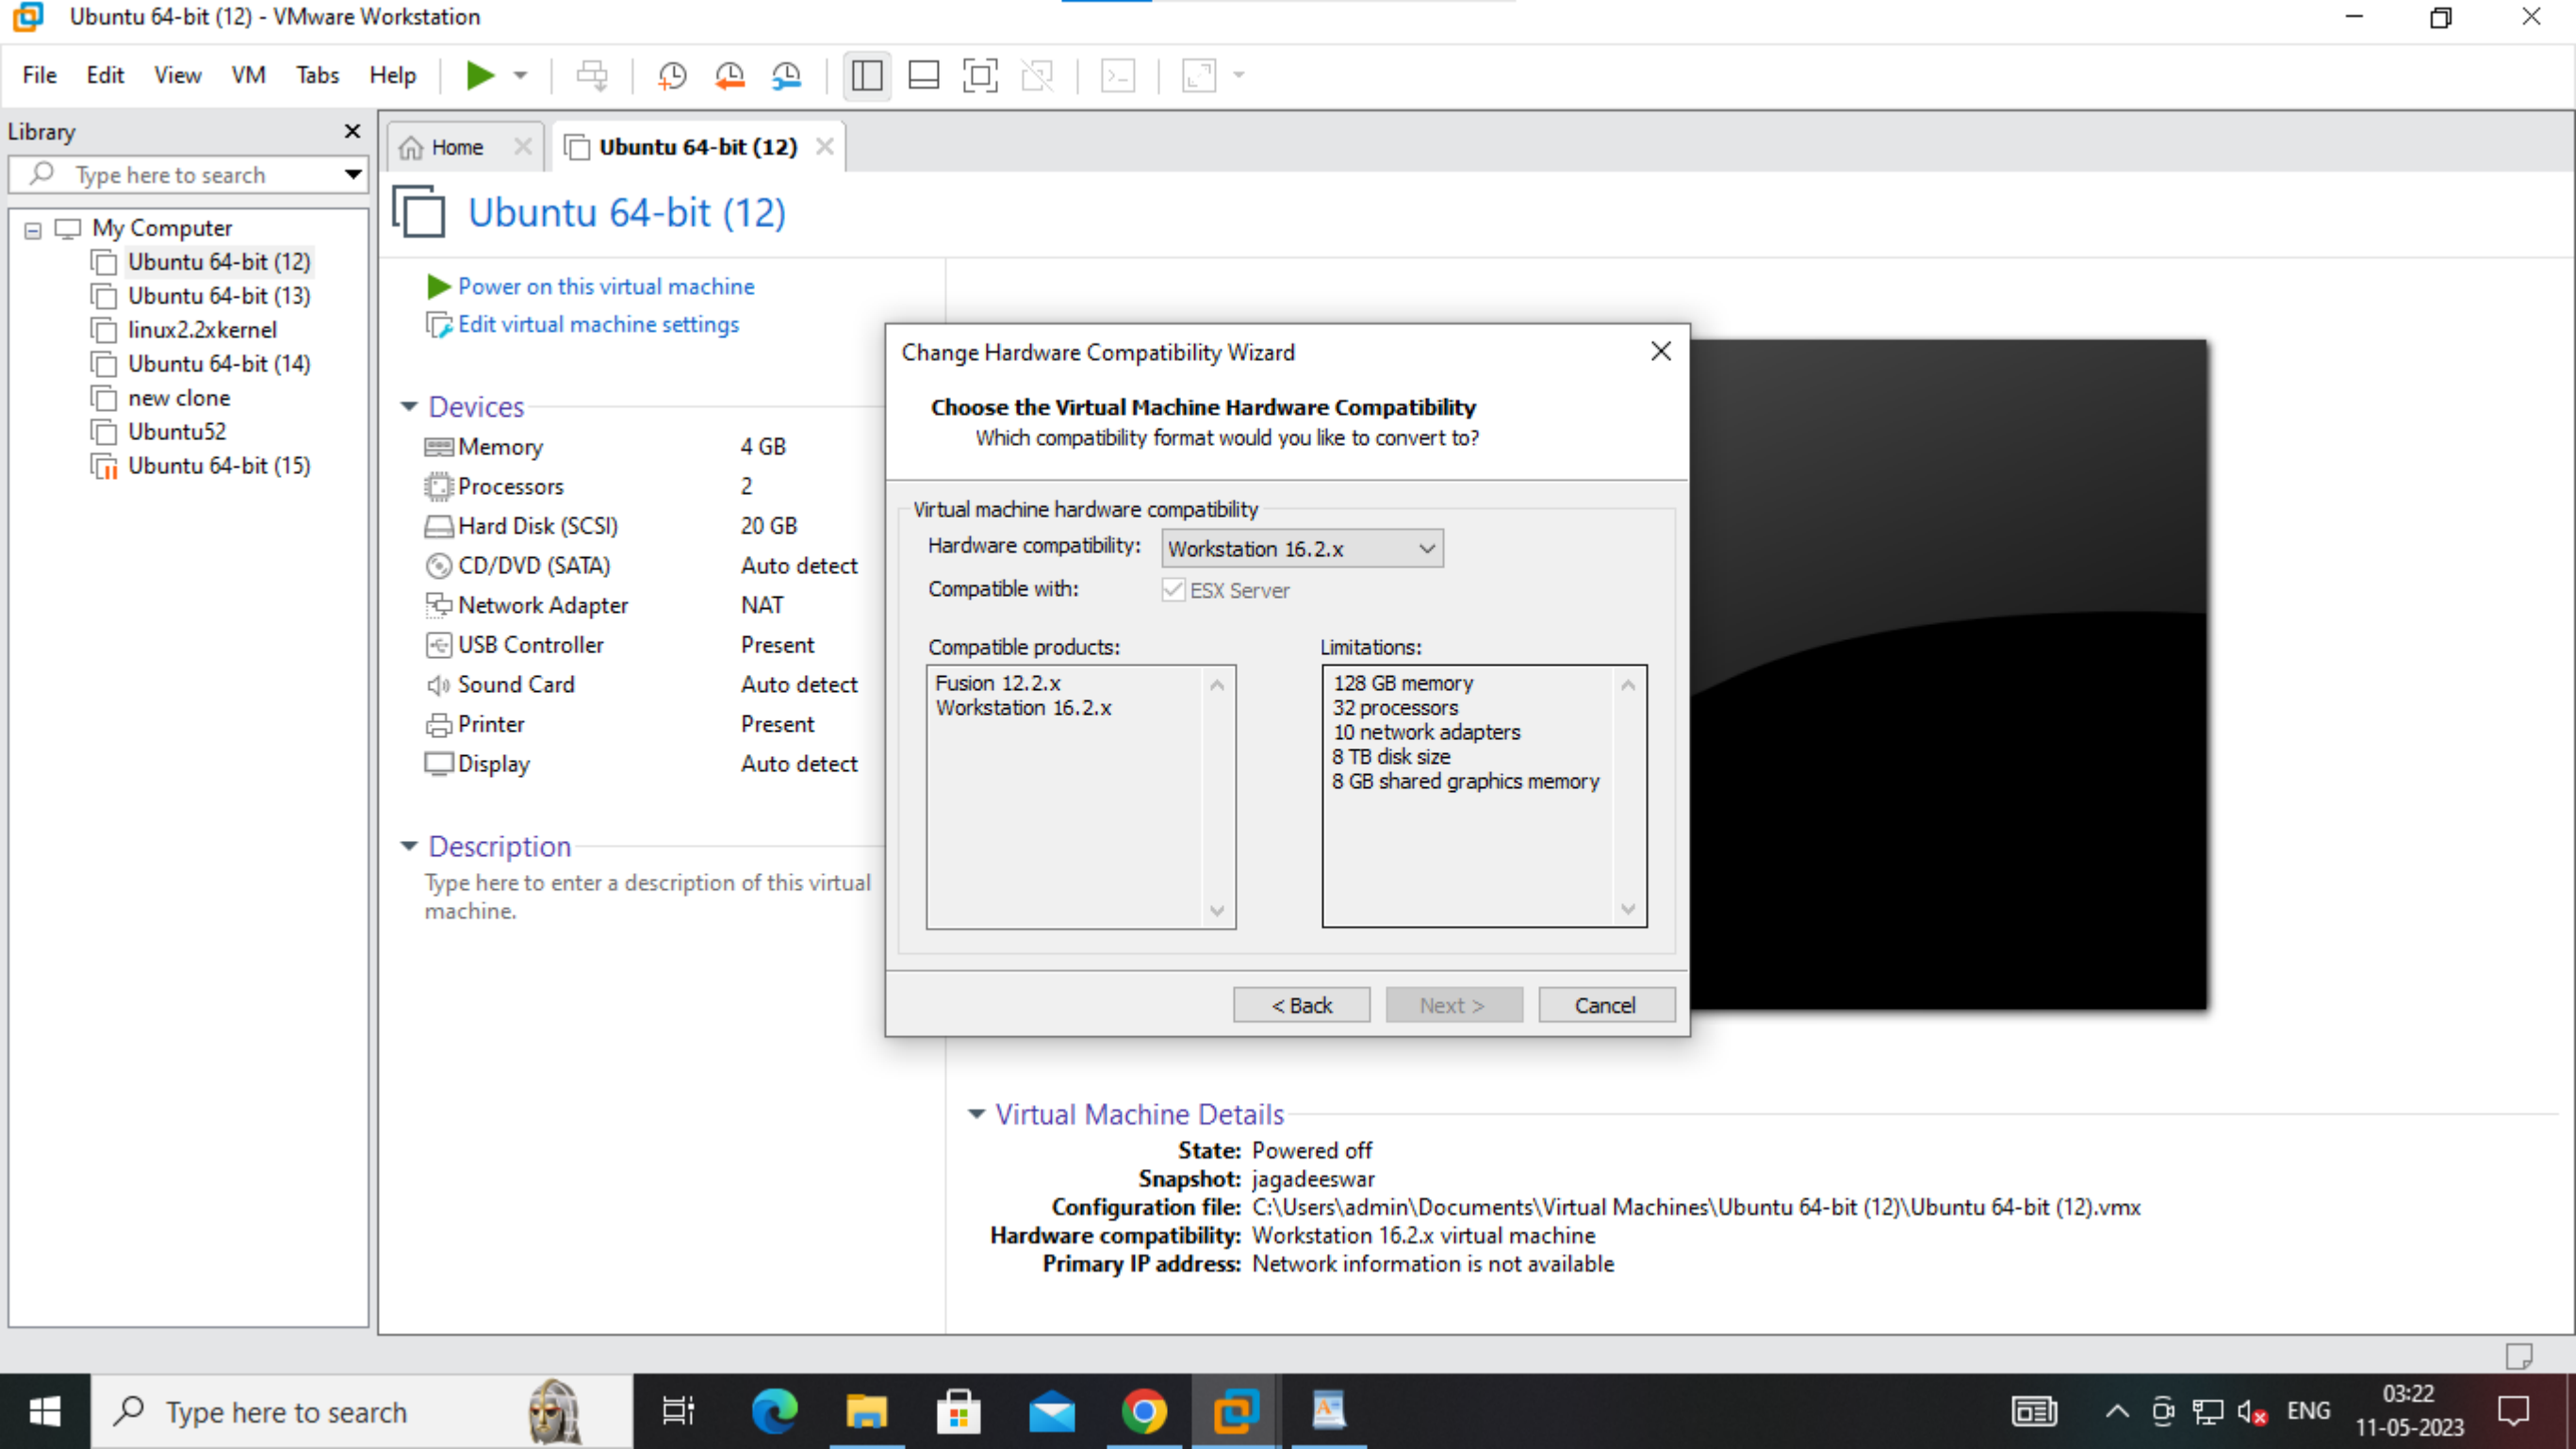 Ubuntu 64-bit (12) - VMware Workstation
File Edit View VM Tabs Help
Library
Type here to search
My Computer
Ubuntu 64-bit (12)
Ubuntu 64-bit (13)
linux2.2xkernel
Ubuntu 64-bit (14)
new clone
Ubuntu52
Ubuntu 64-bit (15)
Home
Ubuntu 64-bit (12)
Ubuntu 64-bit (12)
Power on this virtual machine
Edit virtual machine settings
Devices
Memory 4 GB
Processors 2
Hard Disk (SCSI) 20 GB
CD/DVD (SATA) Auto detect
Network Adapter NAT
USB Controller Present
Sound Card Auto detect
Printer Present
Display Auto detect
Description
Type here to enter a description of this virtual
machine.
Change Hardware Compatibility Wizard
Choose the Virtual Machine Hardware Compatibility
Which compatibility format would you like to convert to?
Virtual machine hardware compatibility
Hardware compatibility: Workstation 16.2.x
Compatible with: ESX Server
Compatible products:
Fusion 12.2.x
Workstation 16.2.x
Limitations:
128 GB memory
32 processors
10 network adapters
8 TB disk size
8 GB shared graphics memory
< Back Next > Cancel
Virtual Machine Details
State: Powered off
Snapshot: jagadeeswar
Configuration file: C:\Users\admin\Documents\Virtual Machines\Ubuntu 64-bit (12)\Ubuntu 64-bit (12).vmx
Hardware compatibility: Workstation 16.2.x virtual machine
Primary IP address: Network information is not available
Type here to search
ENG
03:22
11-05-2023